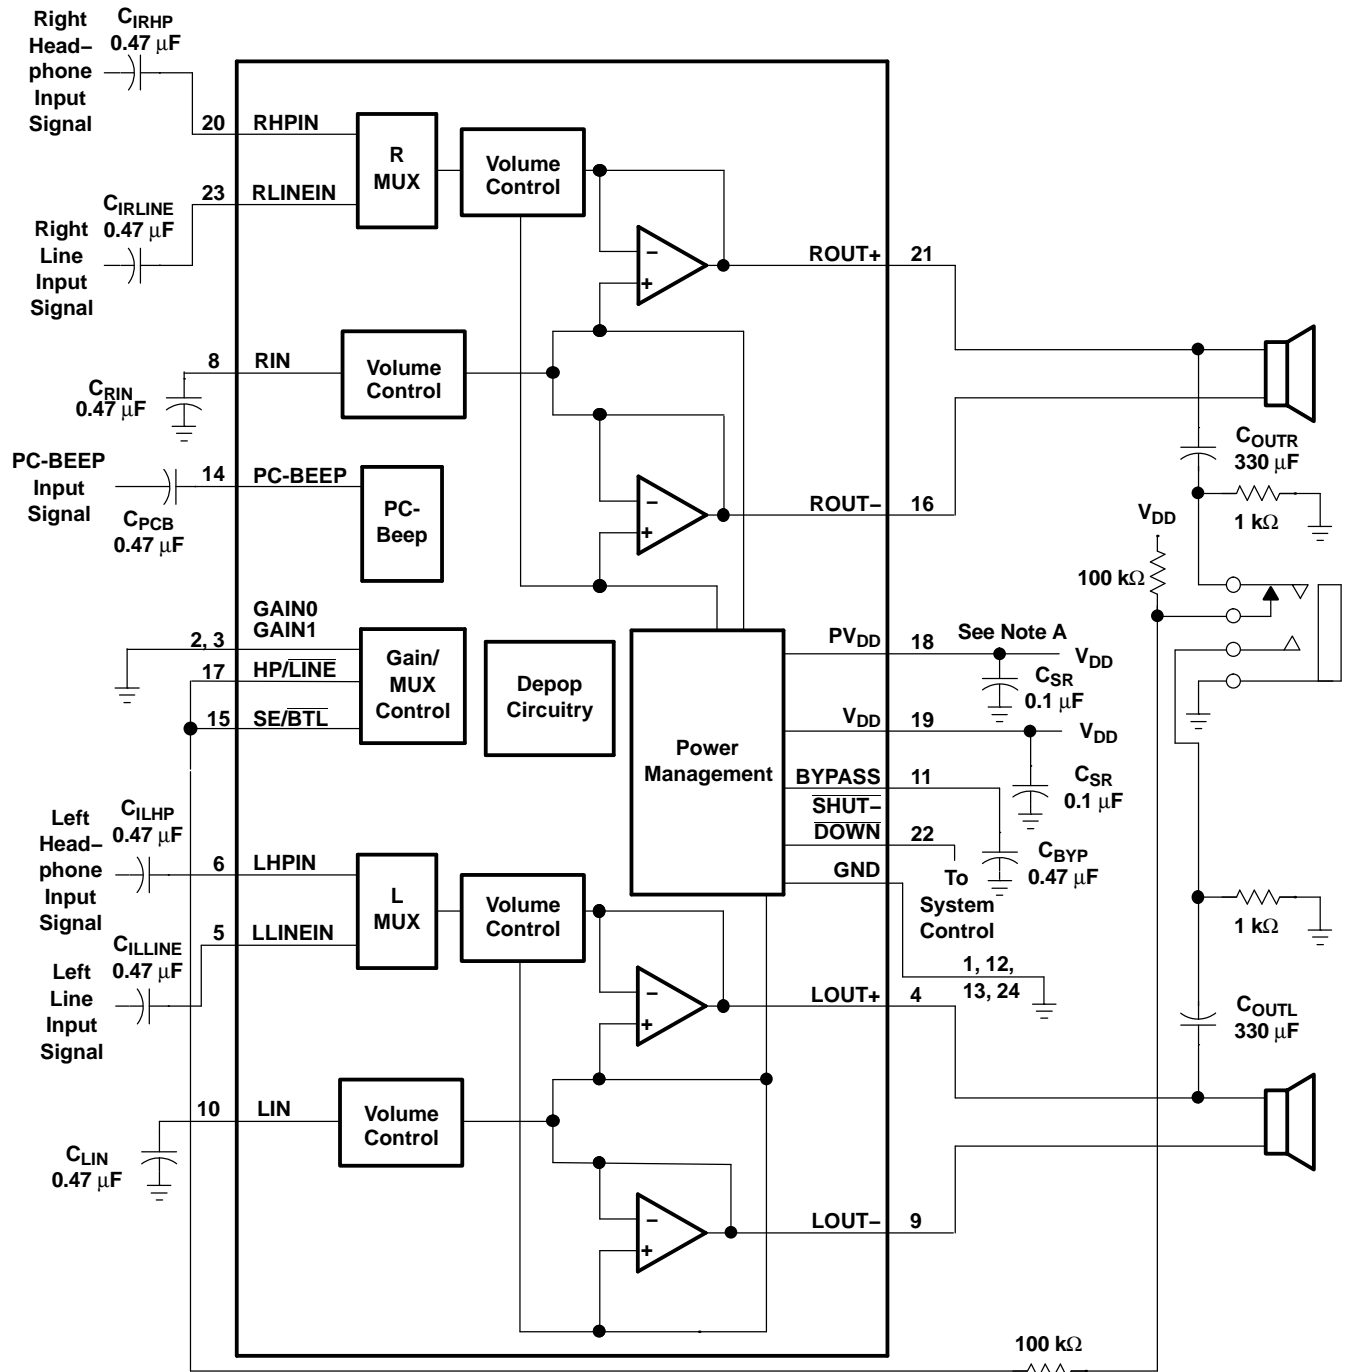 Right
Head–
phone
Input
Signal
CIRHP
0.47 μF
20
RHPIN
R
MUX
Volume
Control
23
RLINEIN
CIRLINE
0.47 μF
Right
Line
Input
Signal
ROUT+
21
–
+
8
RIN
Volume
Control
CRIN
0.47 μF
COUTR
330 μF
PC-BEEP
Input
Signal
14
PC-BEEP
PC-
Beep
CPCB
0.47 μF
–
+
ROUT–
16
1 kΩ
VDD
100 kΩ
GAIN0
GAIN1
2, 3
17
HP/LINE
15
SE/BTL
Gain/
MUX
Control
Depop
Circuitry
Power
Management
PVDD
18
See Note A
VDD
CSR
0.1 μF
VDD
19
VDD
CSR
0.1 μF
BYPASS
11
SHUT–
DOWN
22
CBYP
0.47 μF
GND
To
System
Control
1, 12,
13, 24
Left
Head–
phone
Input
Signal
CILHP
0.47 μF
6
LHPIN
L
MUX
Volume
Control
5
LLINEIN
CILLINE
0.47 μF
Left
Line
Input
Signal
1 kΩ
–
+
LOUT+
4
COUTL
330 μF
10
LIN
Volume
Control
CLIN
0.47 μF
–
+
LOUT–
9
100 kΩ